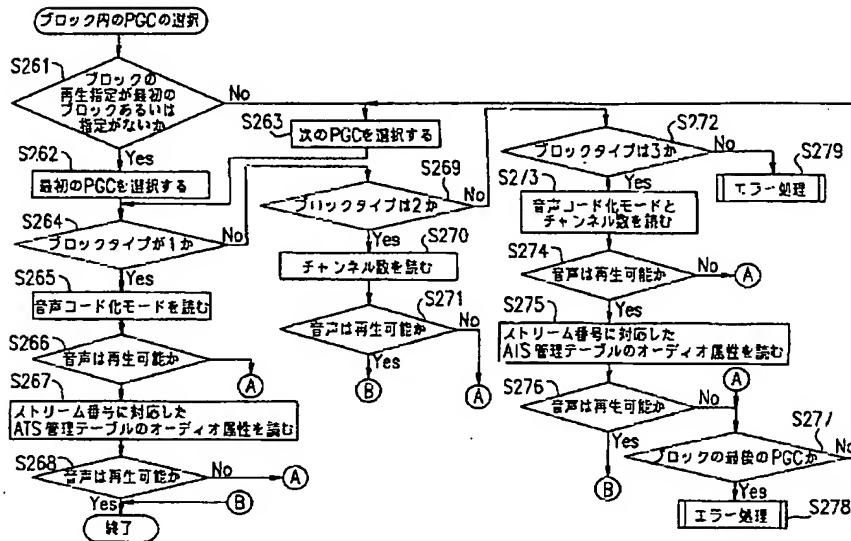 ブロック内のPGCの選択
S261
ブロックの
再生指定が最初の
ブロックあるいは
指定がないか
No
Yes
S262
最初のPGCを選択する
S263
次のPGCを選択する
S264
ブロックタイプが1か
No
Yes
S265
音声コード化モードを読む
S266
音声は再生可能か
A
S267
ストリーム番号に対応した
ATS管理テーブルのオーディオ属性を読む
S268
音声は再生可能か
No
A
Yes
B
終了
S269
ブロックタイプは2か
No
Yes
S270
チャンネル数を読む
S271
音声は再生可能か
No
Yes
B
A
S272
ブロックタイプは3か
No
Yes
S279
エラー処理
S273
音声コード化モードと
チャンネル数を読む
S274
音声は再生可能か
No
A
Yes
S275
ストリーム番号に対応した
ATS管理テーブルのオーディオ属性を読む
S276
音声は再生可能か
No
A
Yes
B
S277
ブロックの最後のPGCか
No
Yes
エラー処理
S278